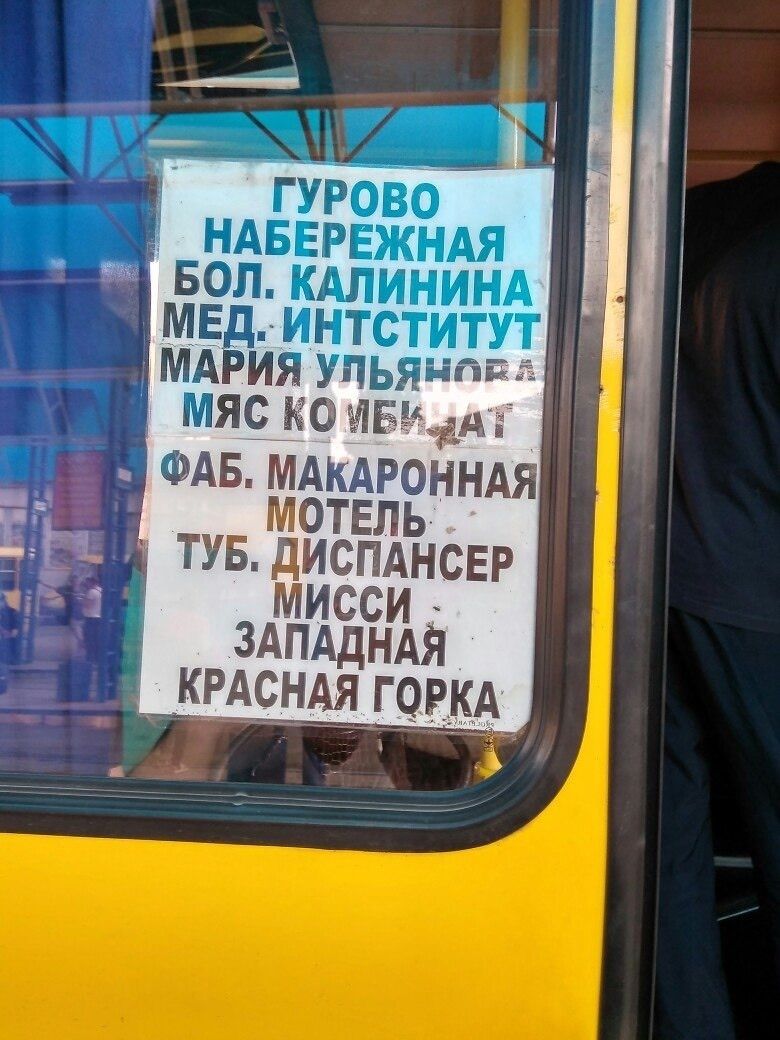 ГУРОВО
НАБЕРЕЖНАЯ
БОЛ. КАЛИНИНА
МЕД. ИНТСТИТУТ
МАРИЯ УЛЬЯНОВА
МЯС КОМБИНАТ
ФАБ. МАКАРОННАЯ
МОТЕЛЬ
ТУБ. ДИСПАНСЕР
МИССИ
ЗАПАДНАЯ
КРАСНАЯ ГОРКА